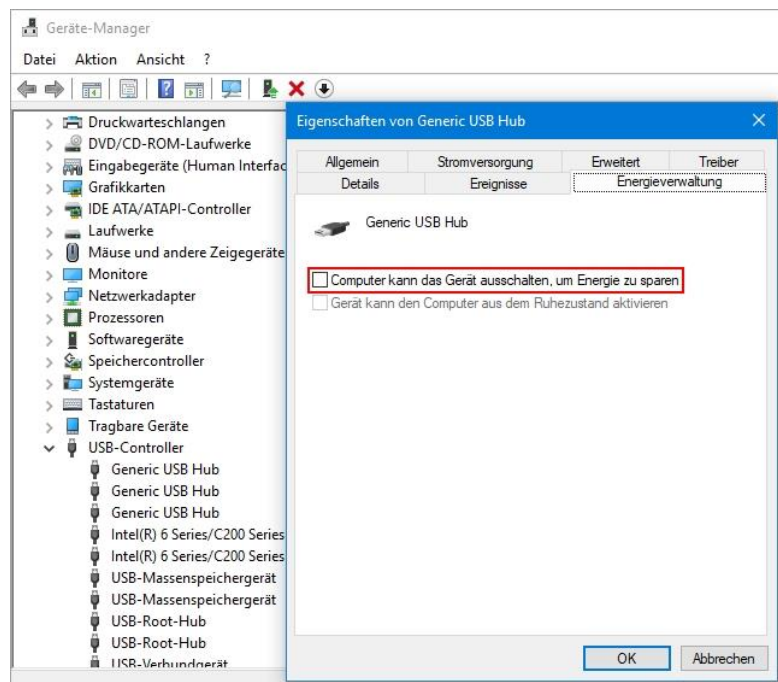 Geräte-Manager
Datei Aktion Ansicht ?
Druckwarteschlangen
DVD/CD-ROM-Laufwerke
Eingabegeräte (Human Interfac
Grafikkarten
IDE ATA/ATAPI-Controller
Laufwerke
Mäuse und andere Zeigegeräte
Monitore
Netzwerkadapter
Prozessoren
Softwaregeräte
Speichercontroller
Systemgeräte
Tastaturen
Tragbare Geräte
USB-Controller
Generic USB Hub
Generic USB Hub
Generic USB Hub
Intel(R) 6 Series/C200 Series
Intel(R) 6 Series/C200 Series
USB-Massenspeichergerät
USB-Massenspeichergerät
USB-Root-Hub
USB-Root-Hub
USB-Verbundgerät
Eigenschaften von Generic USB Hub
Allgemein Stromversorgung Erweitert Treiber
Details Ereignisse Energieverwaltung
Generic USB Hub
Computer kann das Gerät ausschalten, um Energie zu sparen
Gerät kann den Computer aus dem Ruhezustand aktivieren
OK Abbrechen